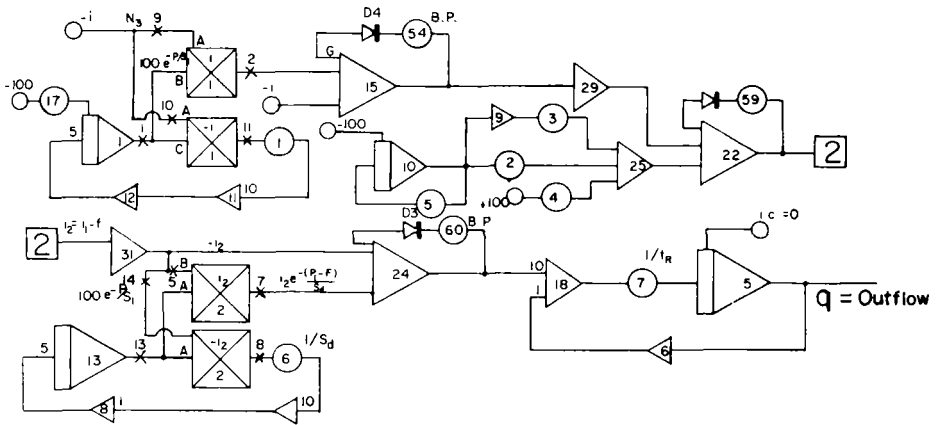 -i
N3
9
D4
54
B.P.
A
G
1
1
100 e^-P/S
B
2
15
29
59
-100
17
-1
10
A
-1
1
C
11
1
5
1
1
12
11
10
-100
10
9
3
2
25
22
2
5
+100
4
2
i2=i1-f
31
-i2
D3
60
B P
I C =0
14
5
B
i2
2
7
i2e^-(P-F)/Sd
24
100 e^-P/S1
A
1/tR
10
1
18
7
5
q = Outflow
5
13
13
A
-i2
2
8
6
1/Sd
6
8
1
10